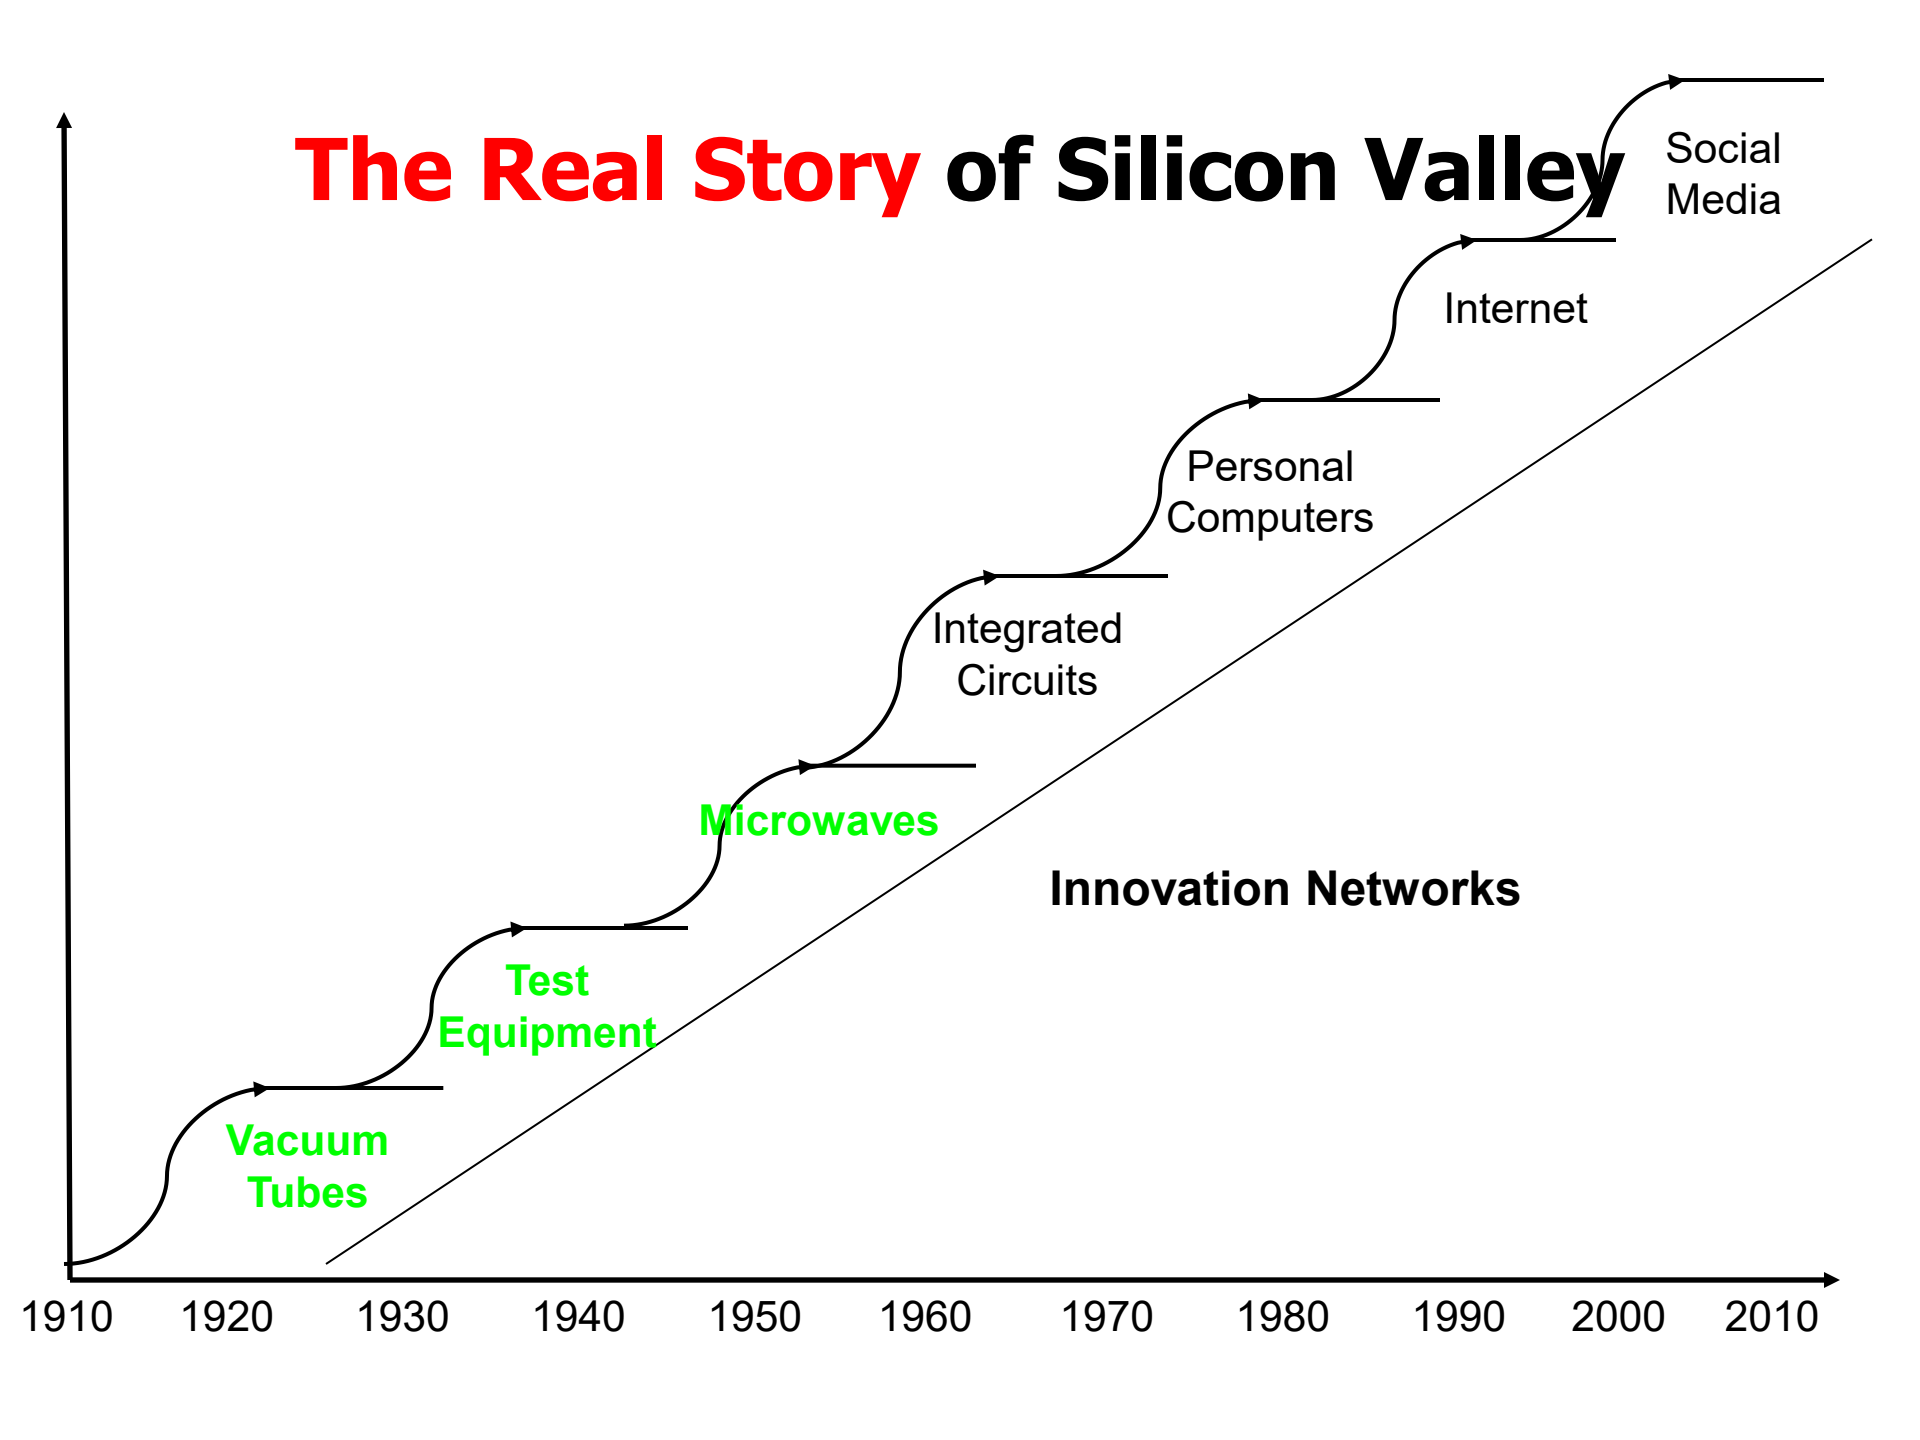 The Real Story of Silicon Valley
Social
Media
Internet
Personal
Computers
Integrated
Circuits
Microwaves
Innovation Networks
Test
Equipment
Vacuum
Tubes
1910 1920 1930 1940 1950 1960 1970 1980 1990 2000 2010